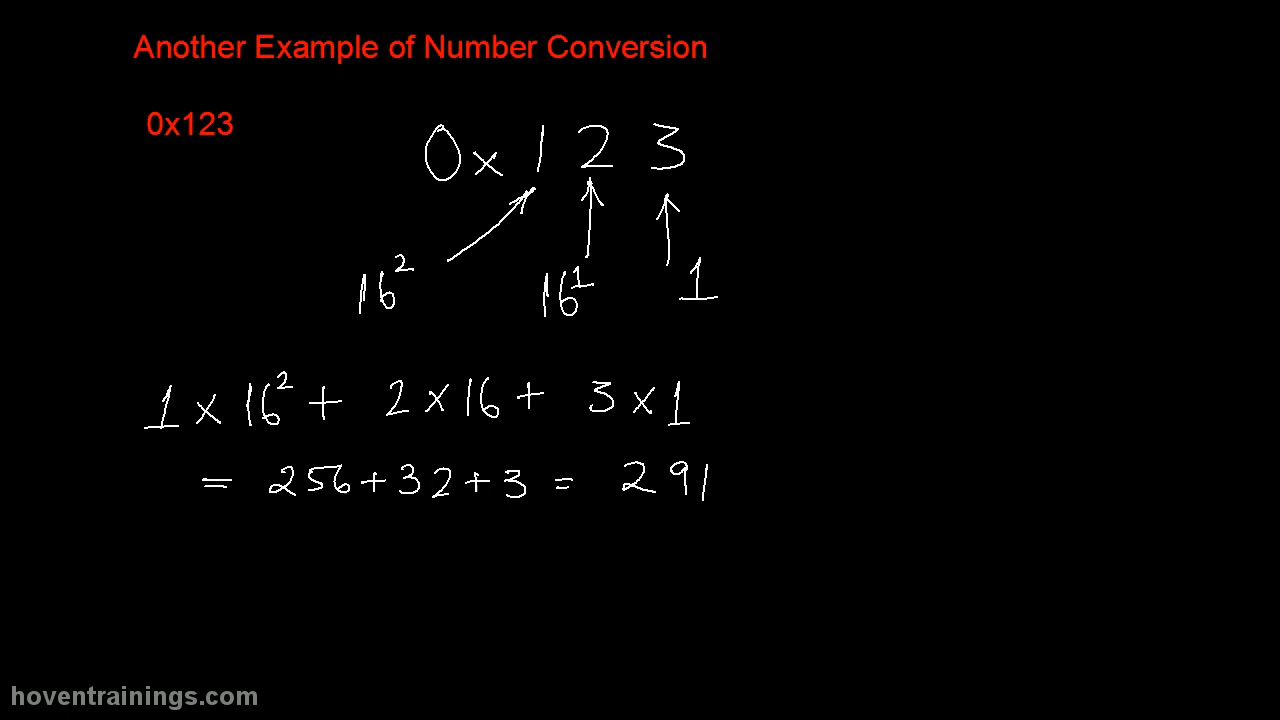 Another Example of Number Conversion
0x123
0x123
16² 16¹ 1
1 × 16² + 2 × 16 + 3 × 1
= 256 + 32 + 3 = 291
hoventrainings.com